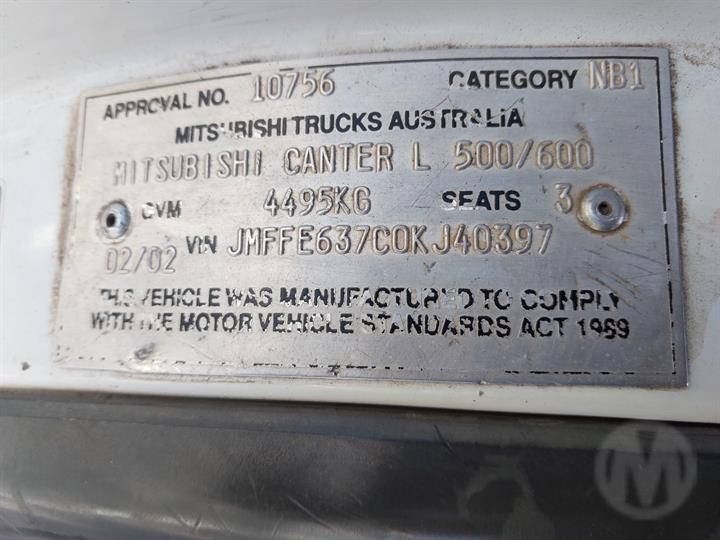 APPROVAL NO. 10756 CATEGORY NB1
MITSUBISHI TRUCKS AUSTRALIA
MITSUBISHI CANTER L 500/600
GVM 4495KG SEATS 3
02/02 VIN JMFFE637C0KJ40397
THIS VEHICLE WAS MANUFACTURED TO COMPLY
WITH THE MOTOR VEHICLE STANDARDS ACT 1989
M